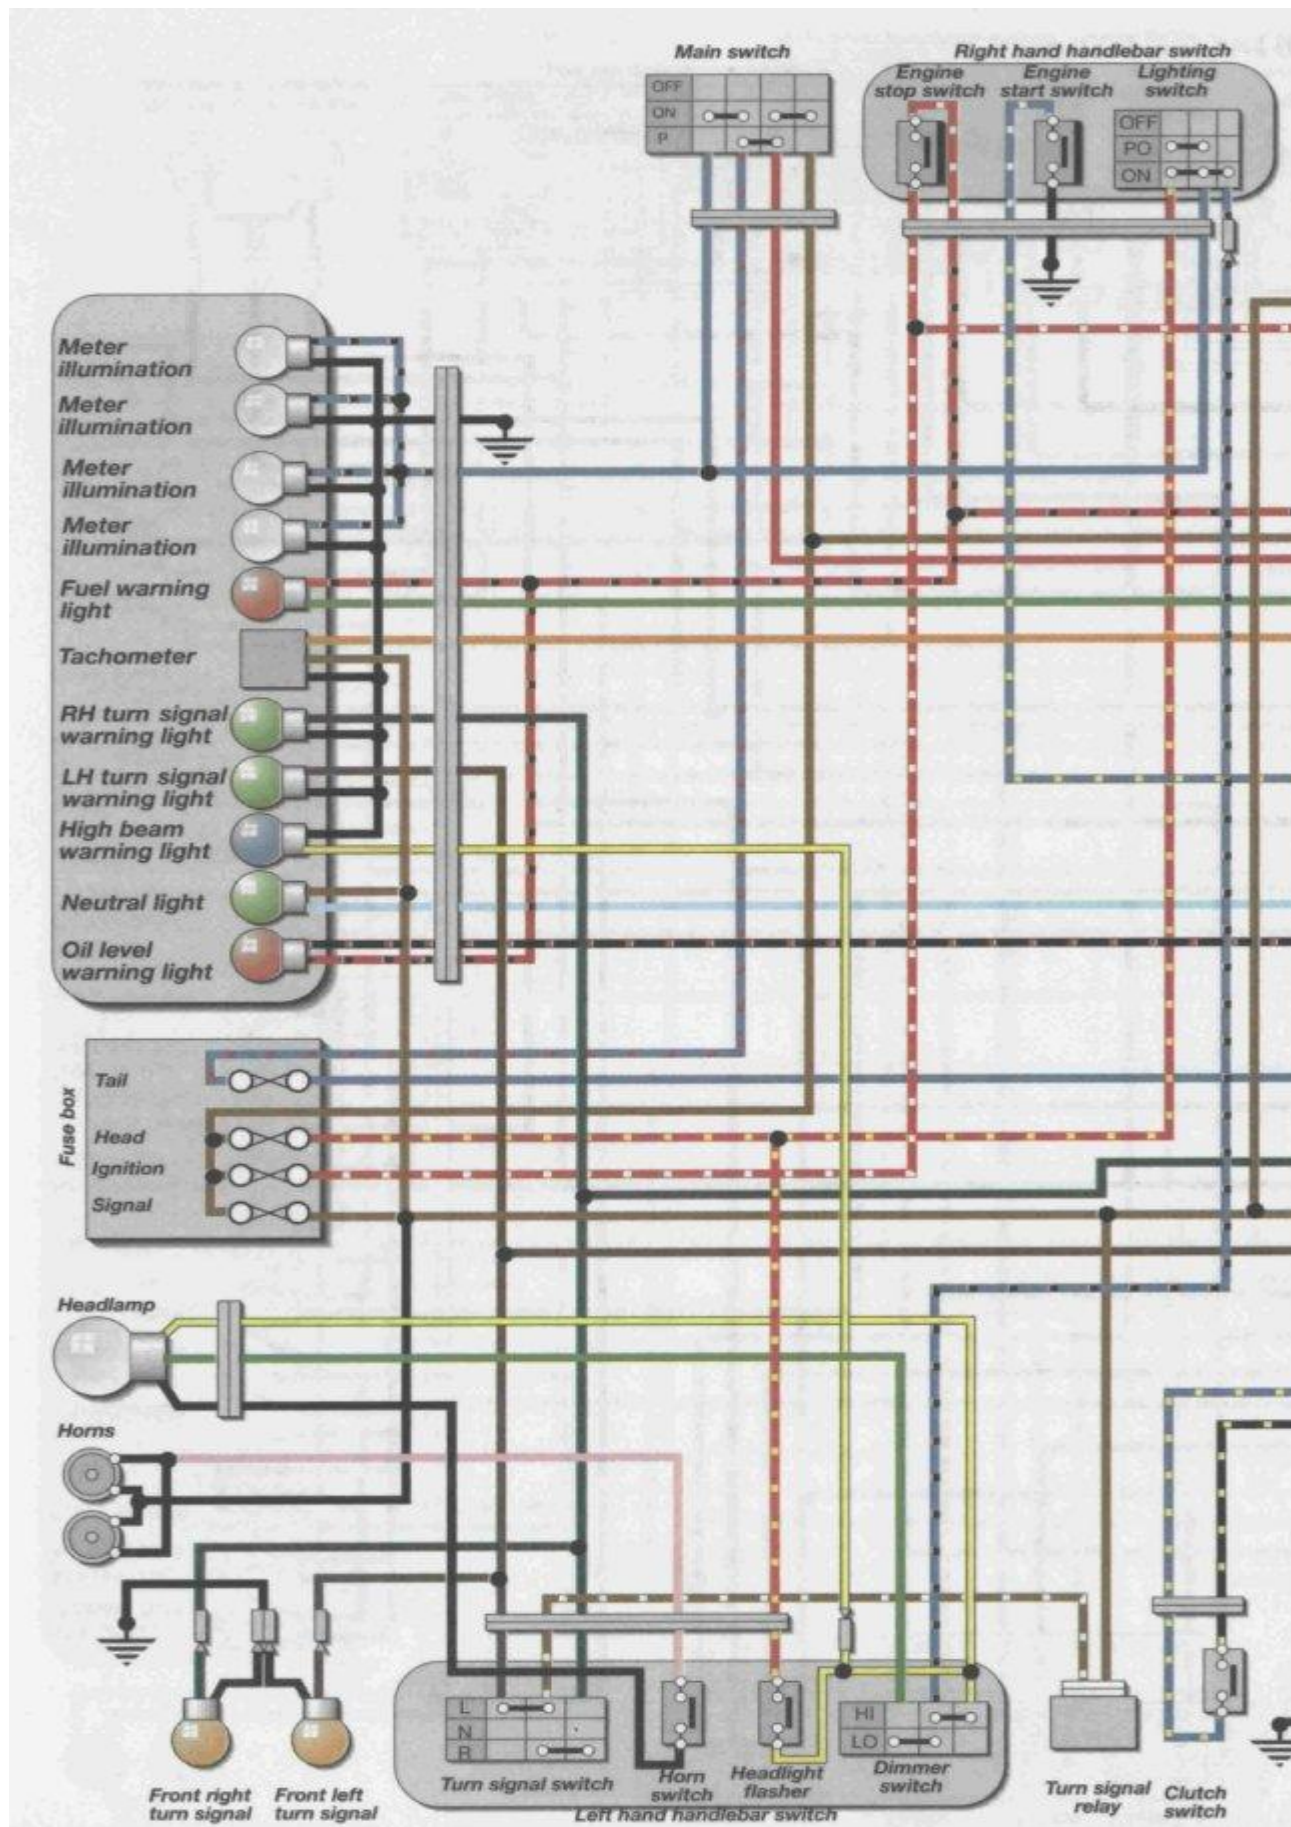 Main switch
OFF
ON
P
Right hand handlebar switch
Engine
stop switch
Engine
start switch
Lighting
switch
OFF
PO
ON
Meter
illumination
Meter
illumination
Meter
illumination
Meter
illumination
Fuel warning
light
Tachometer
RH turn signal
warning light
LH turn signal
warning light
High beam
warning light
Neutral light
Oil level
warning light
Fuse box
Tail
Head
Ignition
Signal
Headlamp
Horns
Front right
turn signal
Front left
turn signal
L
N
R
Turn signal switch
Horn
switch
Headlight
flasher
HI
LO
Dimmer
switch
Left hand handlebar switch
Turn signal
relay
Clutch
switch